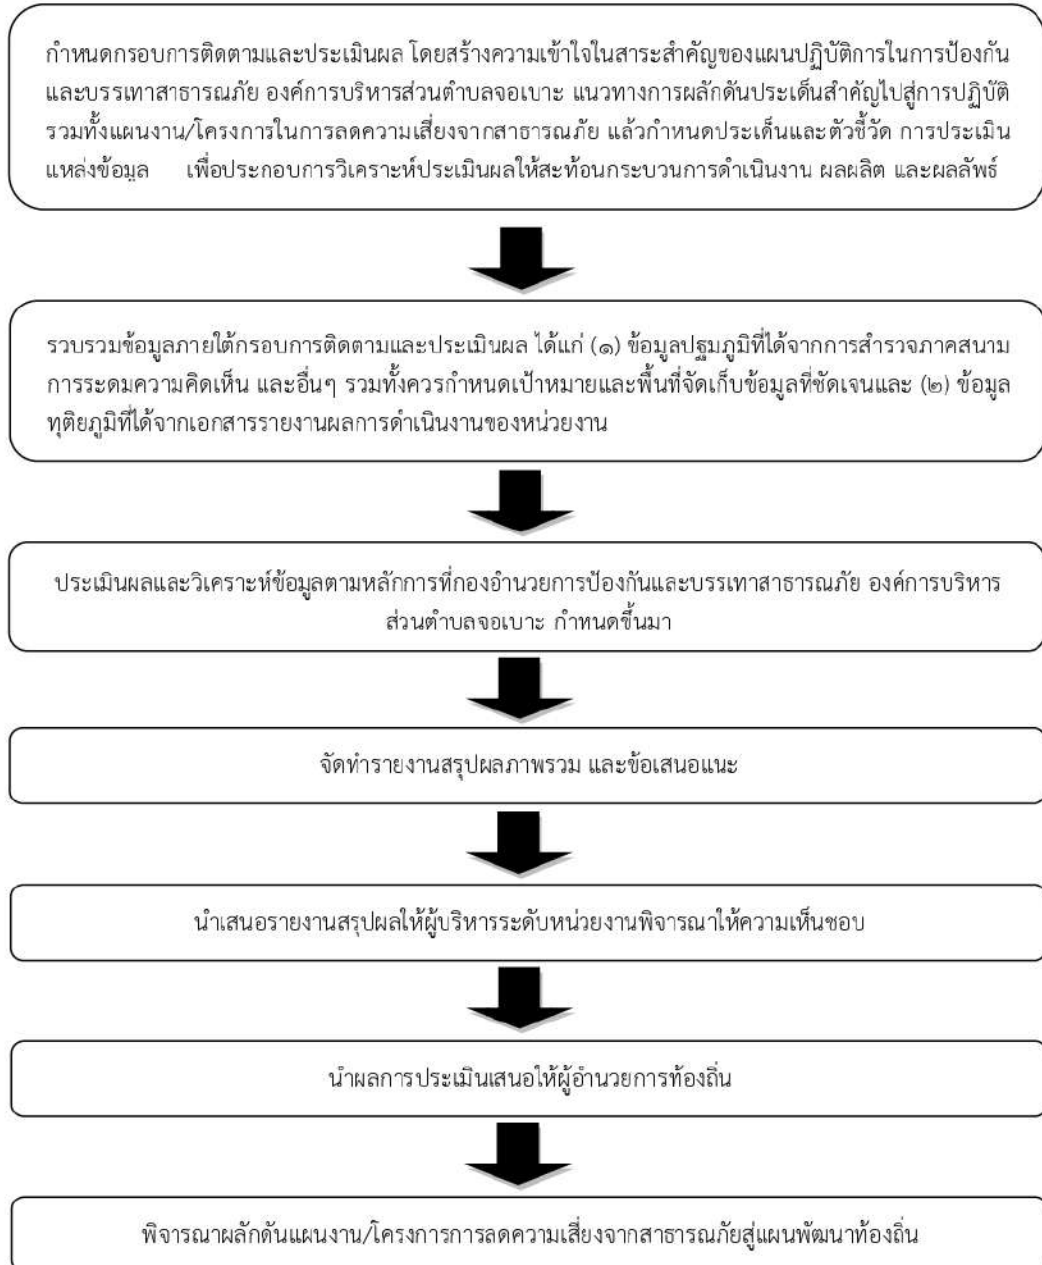 กำหนดกรอบการติดตามและประเมินผล โดยสร้างความเข้าใจในสาระสำคัญของแผนปฏิบัติการในการป้องกัน
และบรรเทาสาธารณภัย องค์การบริหารส่วนตำบลจอเบาะ แนวทางการผลักดันประเด็นสำคัญไปสู่การปฏิบัติ
รวมทั้งแผนงาน/โครงการในการลดความเสี่ยงจากสาธารณภัย แล้วกำหนดประเด็นและตัวชี้วัด การประเมิน
แหล่งข้อมูล เพื่อประกอบการวิเคราะห์ประเมินผลให้สะท้อนกระบวนการดำเนินงาน ผลผลิต และผลลัพธ์
รวบรวมข้อมูลภายใต้กรอบการติดตามและประเมินผล ได้แก่ (๑) ข้อมูลปฐมภูมิที่ได้จากการสำรวจภาคสนาม
การระดมความคิดเห็น และอื่นๆ รวมทั้งควรกำหนดเป้าหมายและพื้นที่จัดเก็บข้อมูลที่ชัดเจนและ (๒) ข้อมูล
ทุติยภูมิที่ได้จากเอกสารรายงานผลการดำเนินงานของหน่วยงาน
ประเมินผลและวิเคราะห์ข้อมูลตามหลักการที่กองอำนวยการป้องกันและบรรเทาสาธารณภัย องค์การบริหาร
ส่วนตำบลจอเบาะ กำหนดขึ้นมา
จัดทำรายงานสรุปผลภาพรวม และข้อเสนอแนะ
นำเสนอรายงานสรุปผลให้ผู้บริหารระดับหน่วยงานพิจารณาให้ความเห็นชอบ
นำผลการประเมินเสนอให้ผู้อำนวยการท้องถิ่น
พิจารณาผลักดันแผนงาน/โครงการการลดความเสี่ยงจากสาธารณภัยสู่แผนพัฒนาท้องถิ่น